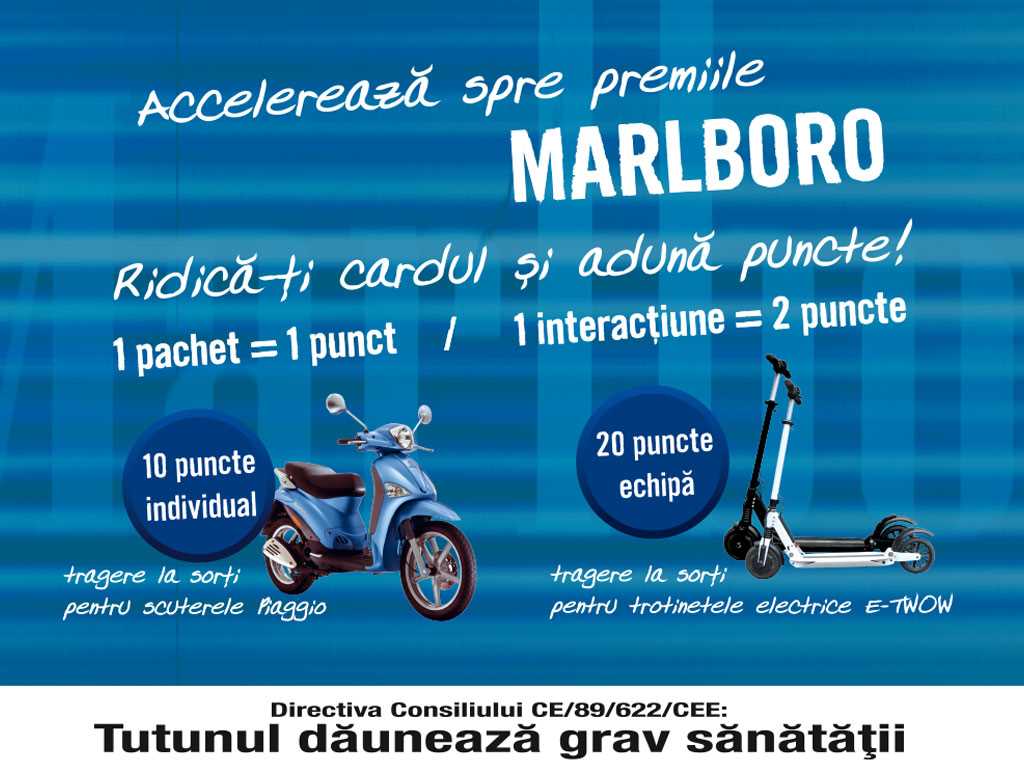 Accelerează spre premiile
MARLBORO
Ridică-ți cardul și adună puncte!
1 pachet = 1 punct / 1 interacțiune = 2 puncte
10 puncte
individual
tragere la sorți
pentru scuterele Piaggio
20 puncte
echipă
tragere la sorți
pentru trotinetele electrice E-TWOW
Directiva Consiliului CE/89/622/CEE:
Tutunul dăunează grav sănătăţii